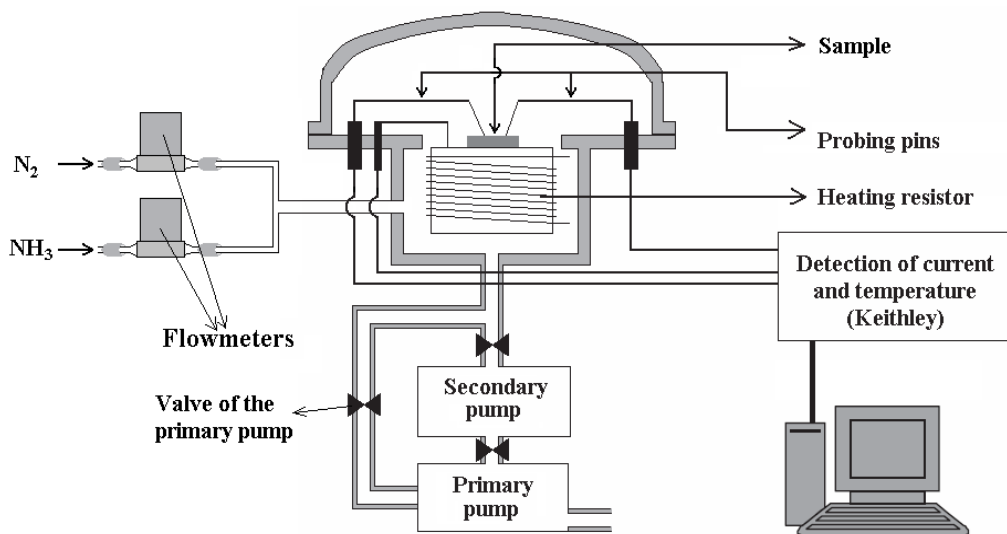 Sample
Probing pins
N₂
Heating resistor
NH₃
Detection of current
and temperature
(Keithley)
Flowmeters
Secondary
pump
Valve of the
primary pump
Primary
pump